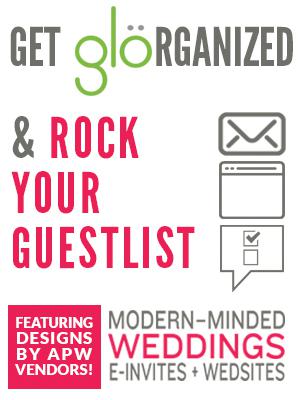 GET glörganized
& ROCK
YOUR
GUESTLIST
FEATURING
DESIGNS
BY APW
VENDORS!
MODERN-MINDED
WEDDINGS
E-INVITES + WEDSITES